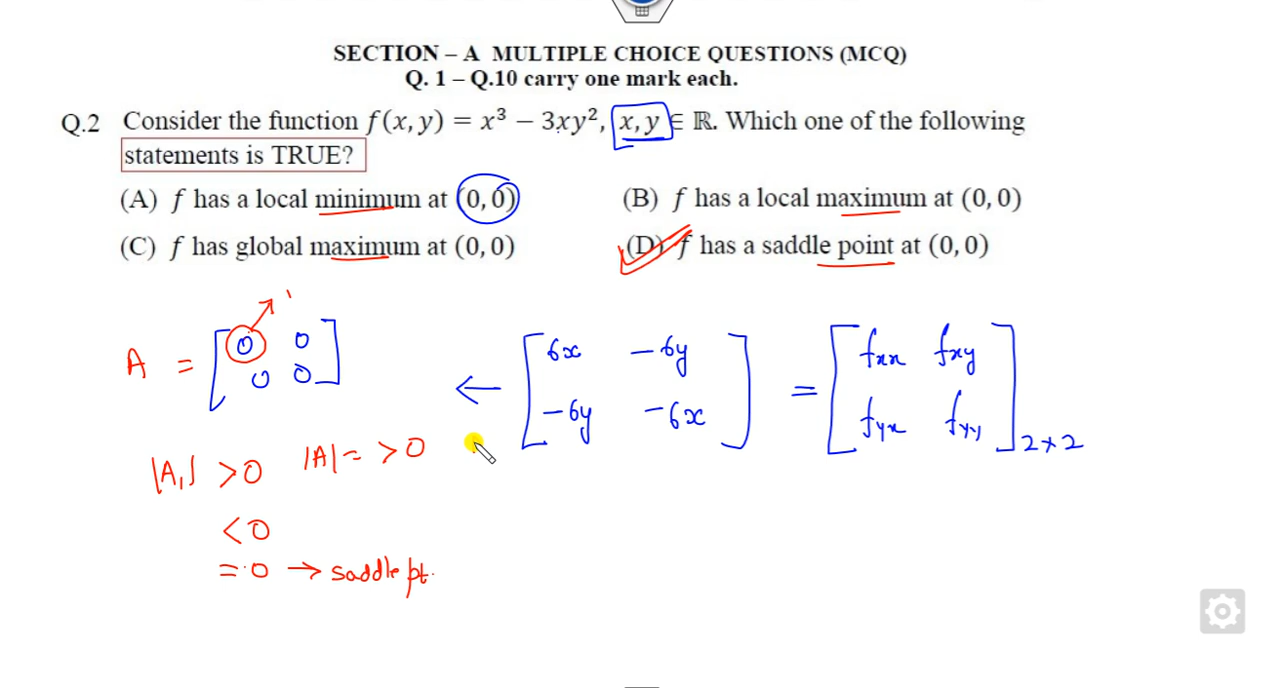 SECTION – A MULTIPLE CHOICE QUESTIONS (MCQ)
Q. 1 – Q.10 carry one mark each.
Q.2 Consider the function f(x, y) = x³ − 3xy², x, y ∈ ℝ. Which one of the following
statements is TRUE?
(A) f has a local minimum at (0, 0) (B) f has a local maximum at (0, 0)
(C) f has global maximum at (0, 0) (D) f has a saddle point at (0, 0)
A = [0 0 ← [6x −6y = [fxx fxy
0 0] −6y −6x] fyx fyy]2×2
|A₁| >0 |A| = >0
<0
=0 → saddle pt.